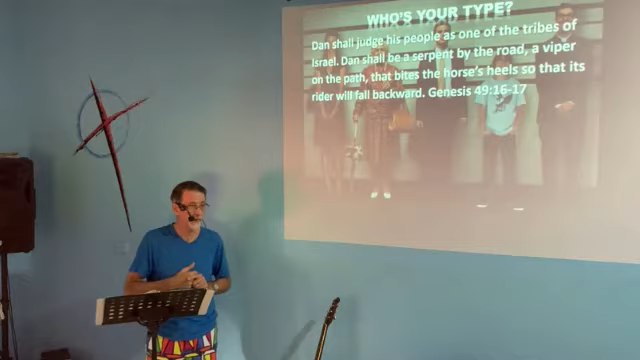 WHO'S YOUR TYPE?
Dan shall judge his people as one of the tribes of
Israel. Dan shall be a serpent by the road, a viper
on the path, that bites the horse's heels so that its
rider will fall backward. Genesis 49:16-17